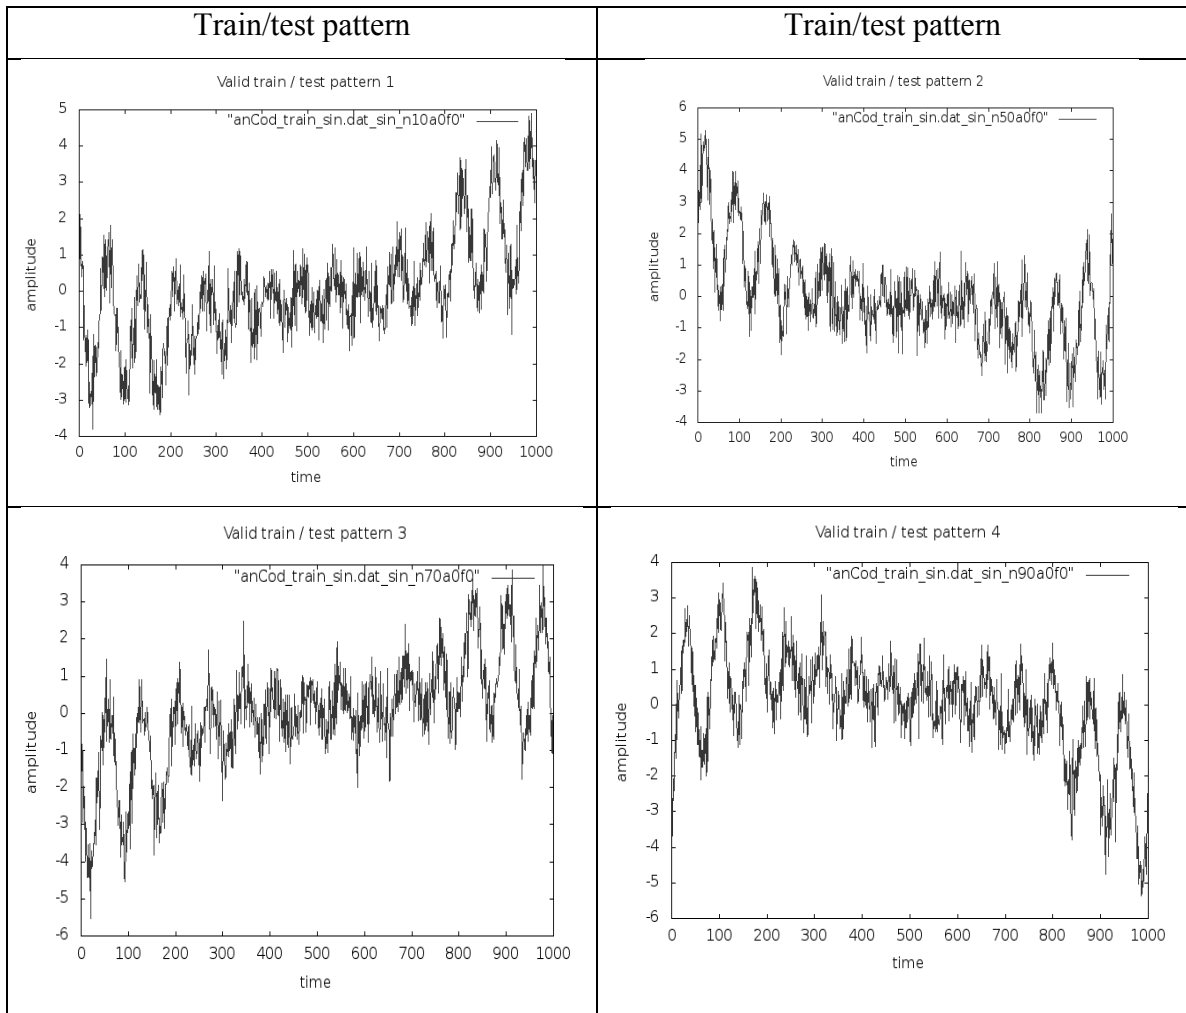 Train/test pattern
Train/test pattern
Valid train / test pattern 1
"anCod_train_sin.dat_sin_n10a0f0"
5
4
3
2
1
0
-1
-2
-3
-4
amplitude
0 100 200 300 400 500 600 700 800 900 1000
time
Valid train / test pattern 2
"anCod_train_sin.dat_sin_n50a0f0"
6
5
4
3
2
1
0
-1
-2
-3
-4
amplitude
0 100 200 300 400 500 600 700 800 900 1000
time
Valid train / test pattern 3
"anCod_train_sin.dat_sin_n70a0f0"
4
3
2
1
0
-1
-2
-3
-4
-5
-6
amplitude
0 100 200 300 400 500 600 700 800 900 1000
time
Valid train / test pattern 4
"anCod_train_sin.dat_sin_n90a0f0"
4
3
2
1
0
-1
-2
-3
-4
-5
-6
amplitude
0 100 200 300 400 500 600 700 800 900 1000
time